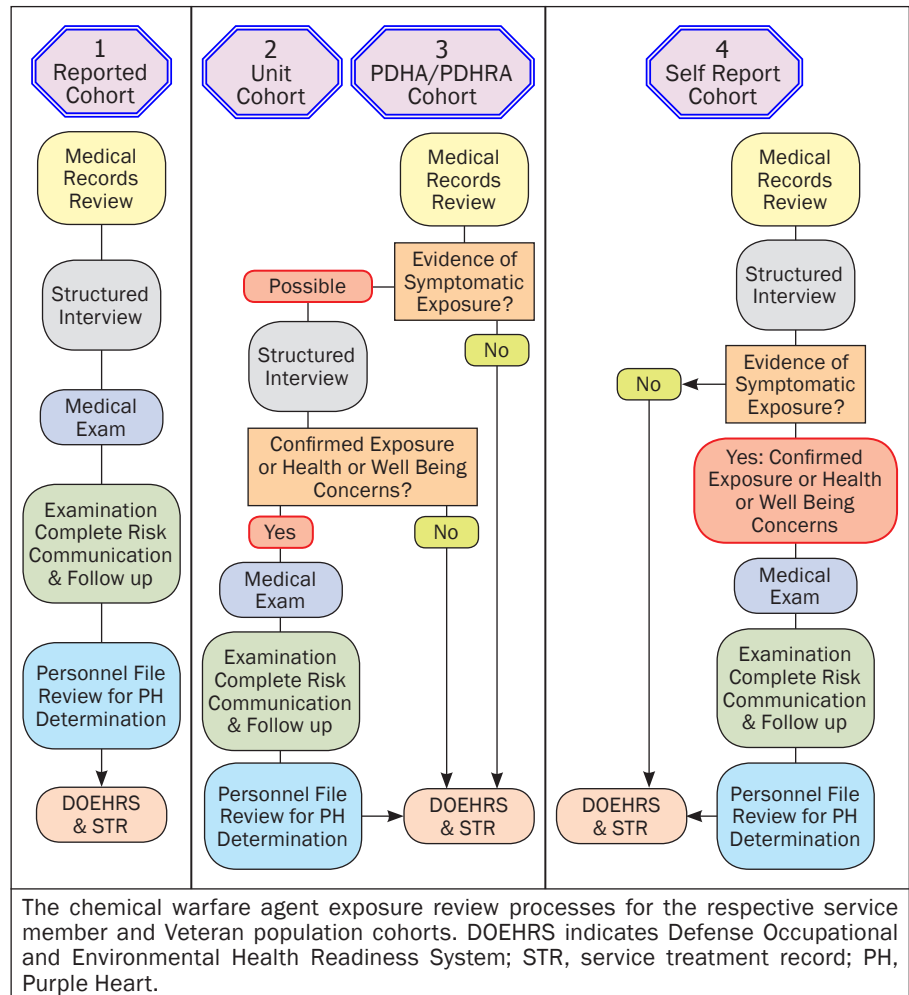 1
Reported
Cohort
Medical
Records
Review
Structured
Interview
Medical
Exam
Examination
Complete Risk
Communication
& Follow up
Personnel File
Review for PH
Determination
DOEHRS
& STR
2
Unit
Cohort
3
PDHA/PDHRA
Cohort
Medical
Records
Review
Evidence of
Symptomatic
Exposure?
Possible
No
Structured
Interview
Confirmed Exposure
or Health or Well Being
Concerns?
Yes
No
Medical
Exam
Examination
Complete Risk
Communication
& Follow up
Personnel File
Review for PH
Determination
DOEHRS
& STR
4
Self Report
Cohort
Medical
Records
Review
Structured
Interview
Evidence of
Symptomatic
Exposure?
No
Yes: Confirmed
Exposure or Health
or Well Being
Concerns
Medical
Exam
Examination
Complete Risk
Communication
& Follow up
Personnel File
Review for PH
Determination
DOEHRS
& STR
The chemical warfare agent exposure review processes for the respective service
member and Veteran population cohorts. DOEHRS indicates Defense Occupational
and Environmental Health Readiness System; STR, service treatment record; PH,
Purple Heart.